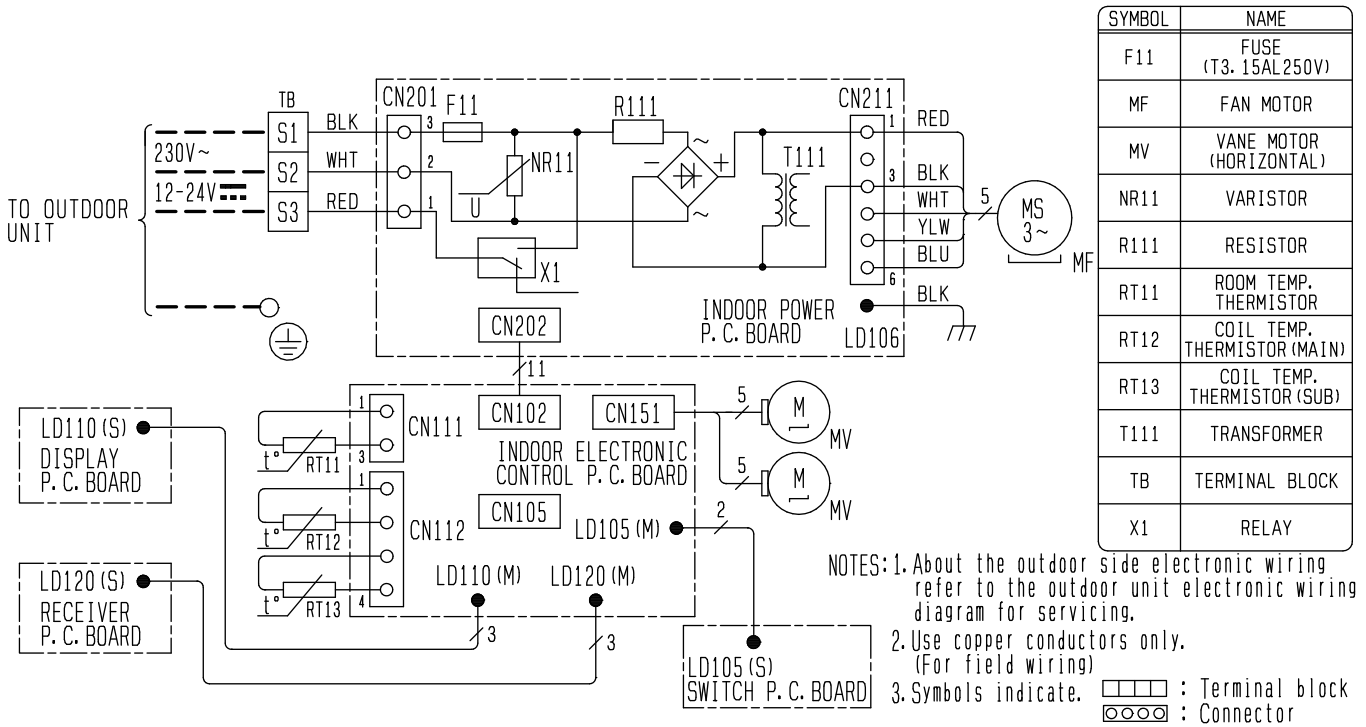 SYMBOL NAME
F11 FUSE
(T3.15AL250V)
MF FAN MOTOR
MV VANE MOTOR
(HORIZONTAL)
NR11 VARISTOR
R111 RESISTOR
RT11 ROOM TEMP.
THERMISTOR
RT12 COIL TEMP.
THERMISTOR(MAIN)
RT13 COIL TEMP.
THERMISTOR(SUB)
T111 TRANSFORMER
TB TERMINAL BLOCK
X1 RELAY
TO OUTDOOR
UNIT
230V~
12-24V
TB
S1
S2
S3
BLK
WHT
RED
CN201
3
2
1
F11
NR11
U
X1
R111
~
- +
~
T111
CN211
1
3
6
RED
BLK
WHT
YLW
BLU
BLK
5
MS
3~
MF
INDOOR POWER
P.C.BOARD
LD106
CN202
11
CN102
CN151
INDOOR ELECTRONIC
CONTROL P.C.BOARD
CN105
CN111
1
3
t°
RT11
CN112
1
4
t°
RT12
t°
RT13
5
M
MV
5
M
MV
LD105(M)
2
LD110(M)
LD120(M)
3
3
LD110(S)
DISPLAY
P.C.BOARD
LD120(S)
RECEIVER
P.C.BOARD
LD105(S)
SWITCH P.C.BOARD
NOTES:1.About the outdoor side electronic wiring
refer to the outdoor unit electronic wiring
diagram for servicing.
2.Use copper conductors only.
(For field wiring)
3.Symbols indicate.
: Terminal block
: Connector